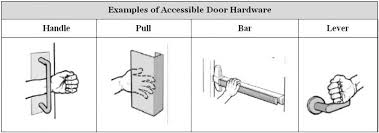 Examples of Accessible Door Hardware
Handle Pull Bar Lever